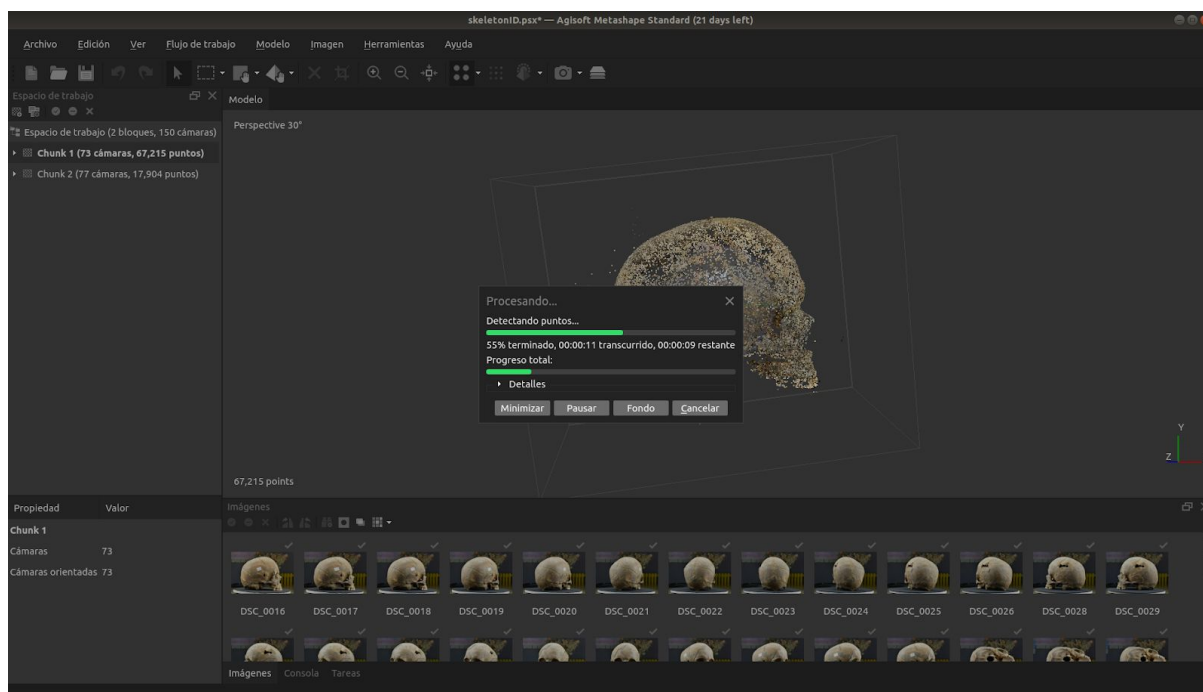 skeletonID.psx* — Agisoft Metashape Standard (21 days left)
Archivo Edición Ver Flujo de trabajo Modelo Imagen Herramientas Ayuda
Espacio de trabajo
Modelo
Espacio de trabajo (2 bloques, 150 cámaras)
Chunk 1 (73 cámaras, 67,215 puntos)
Chunk 2 (77 cámaras, 17,904 puntos)
Perspective 30°
Procesando...
Detectando puntos...
55% terminado, 00:00:11 transcurrido, 00:00:09 restante
Progreso total:
Detalles
Minimizar Pausar Fondo Cancelar
Y
Z
67,215 points
Propiedad Valor
Chunk 1
Cámaras 73
Cámaras orientadas 73
Imágenes
DSC_0016 DSC_0017 DSC_0018 DSC_0019 DSC_0020 DSC_0021 DSC_0022 DSC_0023 DSC_0024 DSC_0025 DSC_0026 DSC_0028 DSC_0029
Imágenes Consola Tareas